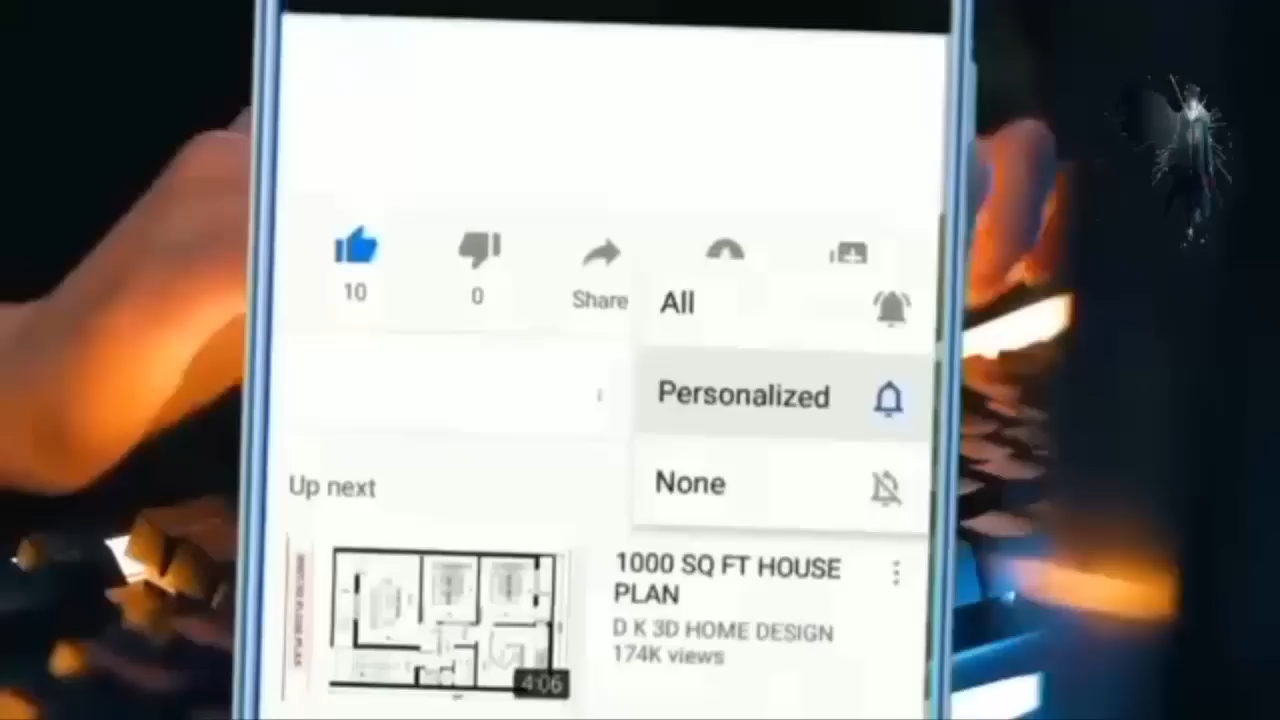 10
0
Share
All
Personalized
None
Up next
1000 SQ FT HOUSE
PLAN
D K 3D HOME DESIGN
174K views
4:06